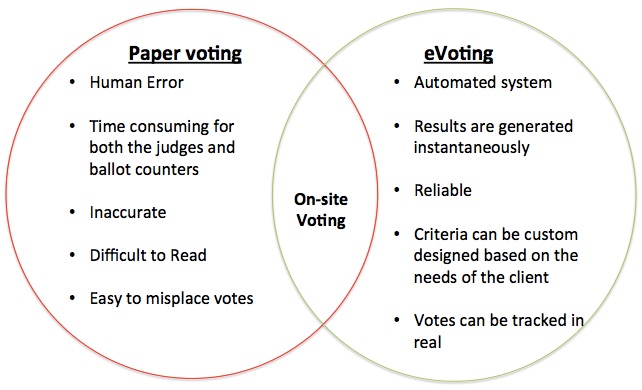 Paper voting
• Human Error
• Time consuming for
both the judges and
ballot counters
• Inaccurate
• Difficult to Read
• Easy to misplace votes
On-site
Voting
eVoting
• Automated system
• Results are generated
instantaneously
• Reliable
• Criteria can be custom
designed based on the
needs of the client
• Votes can be tracked in
real